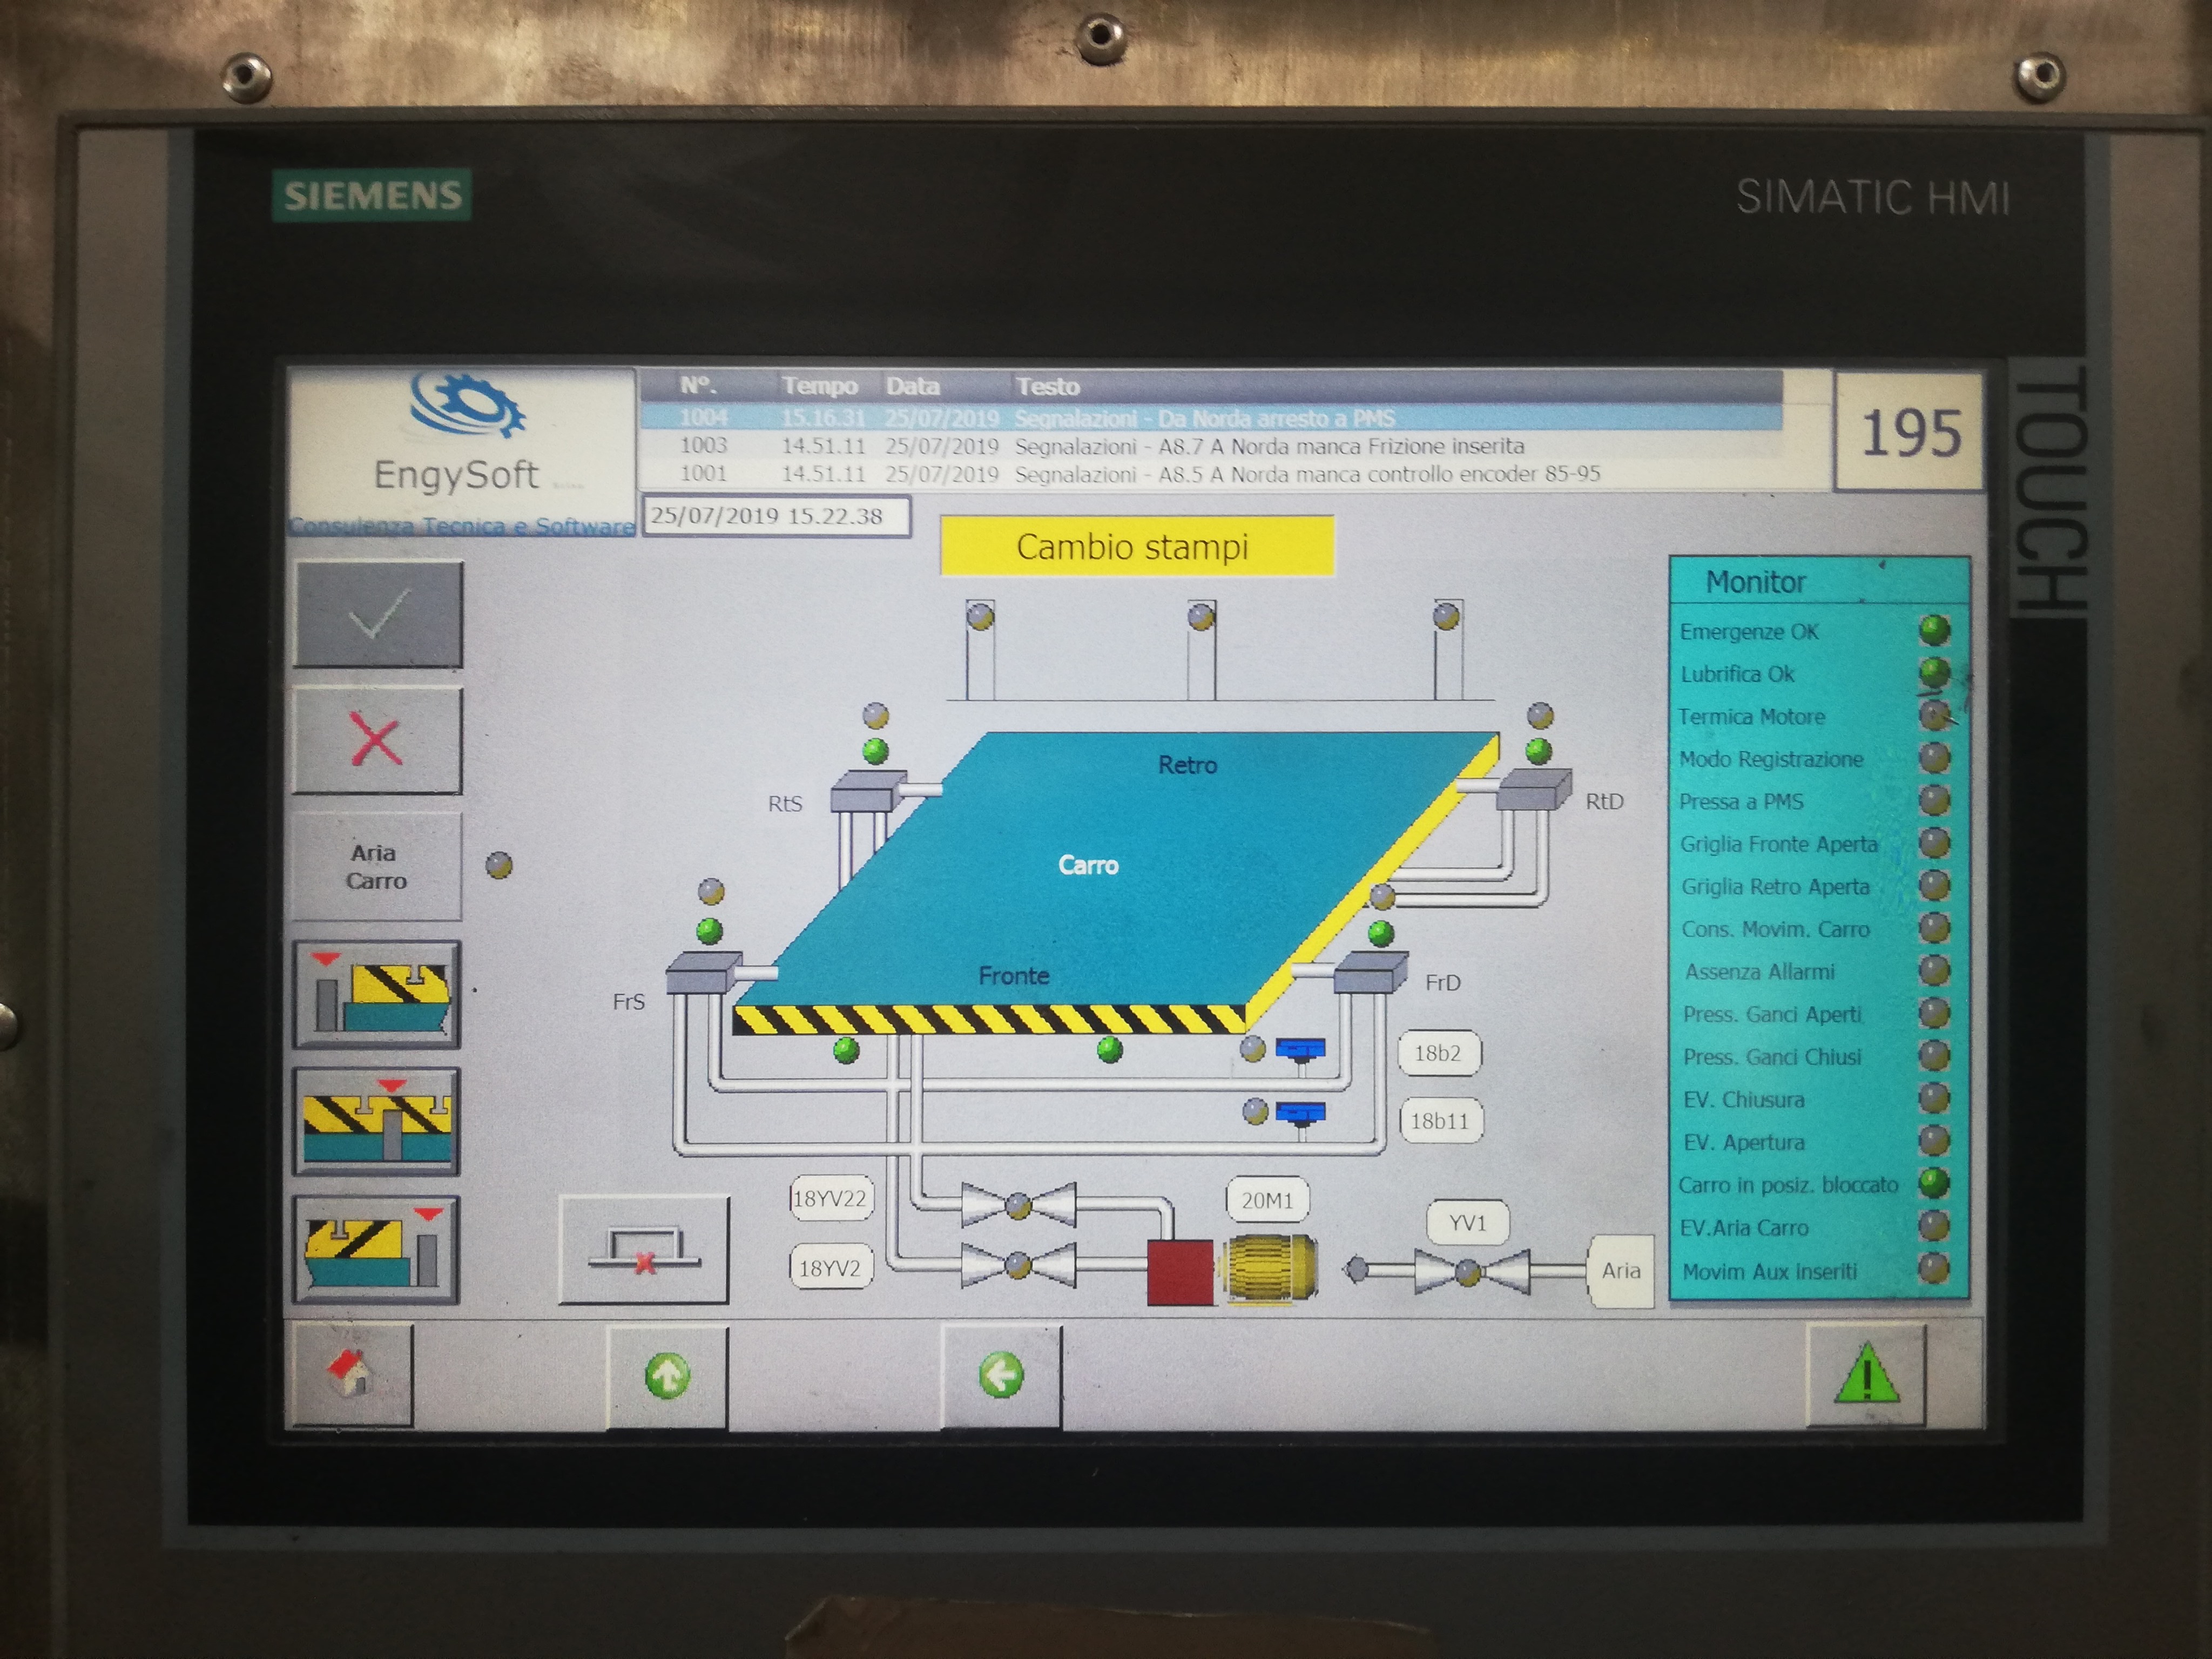 SIEMENS
SIMATIC HMI
TOUCH
EngySoft
Consulenza Tecnica e Software
N°. Tempo Data Testo
1004 15.16.31 25/07/2019 Segnalazioni - Da Norda arresto a PMS
1003 14.51.11 25/07/2019 Segnalazioni - A8.7 A Norda manca Frizione inserita
1001 14.51.11 25/07/2019 Segnalazioni - A8.5 A Norda manca controllo encoder 85-95
195
25/07/2019 15.22.38
Cambio stampi
Aria
Carro
Retro
RtS
RtD
Carro
Fronte
FrS
FrD
18b2
18b11
18YV22
20M1
YV1
18YV2
Aria
Monitor
Emergenze OK
Lubrifica Ok
Termica Motore
Modo Registrazione
Pressa a PMS
Griglia Fronte Aperta
Griglia Retro Aperta
Cons. Movim. Carro
Assenza Allarmi
Press. Ganci Aperti
Press. Ganci Chiusi
EV. Chiusura
EV. Apertura
Carro in posiz. bloccato
EV.Aria Carro
Movim Aux Inseriti